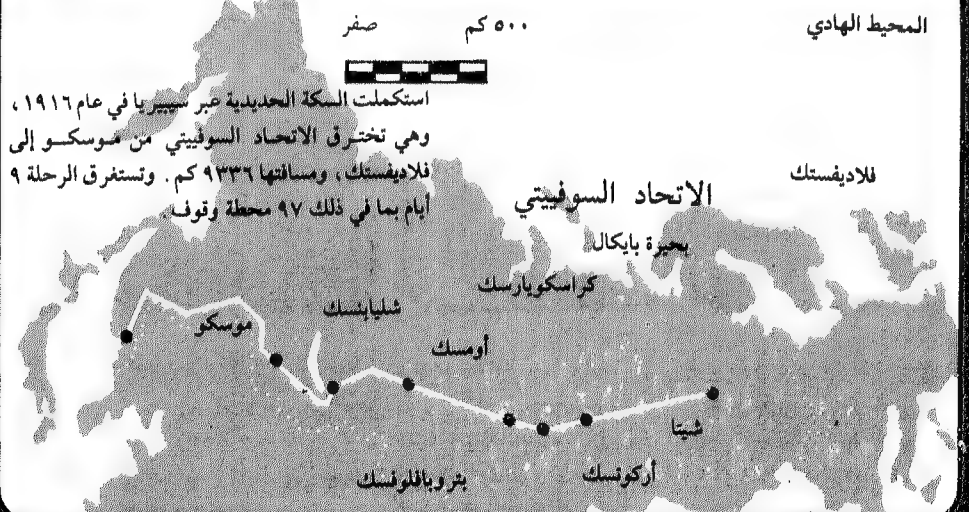 المحيط الهادي
٥٠٠ كم صفر
استكملت السكة الحديدية عبر سيبيريا في عام ١٩١٦،
وهي تخترق الاتحاد السوفييتي من موسكو إلى
فلاديفستك، ومسافتها ٩٣٣٦ كم. وتستغرق الرحلة ٩
أيام بما في ذلك ٩٧ محطة وقوف.
فلاديفستك
الاتحاد السوفييتي
بحيرة بايكال
كراسكويارسك
شليابنسك
موسكو
أومسك
شيتا
أركوتسك
بتروبافلوفسك